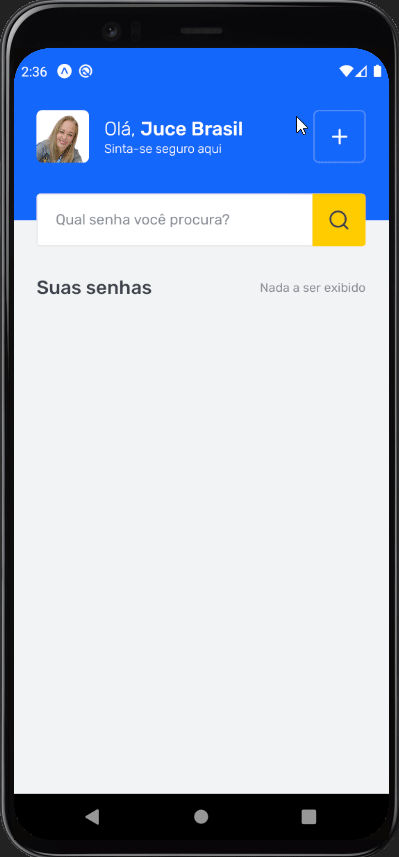 2:36
Olá, Juce Brasil
Sinta-se seguro aqui
Qual senha você procura?
Suas senhas
Nada a ser exibido